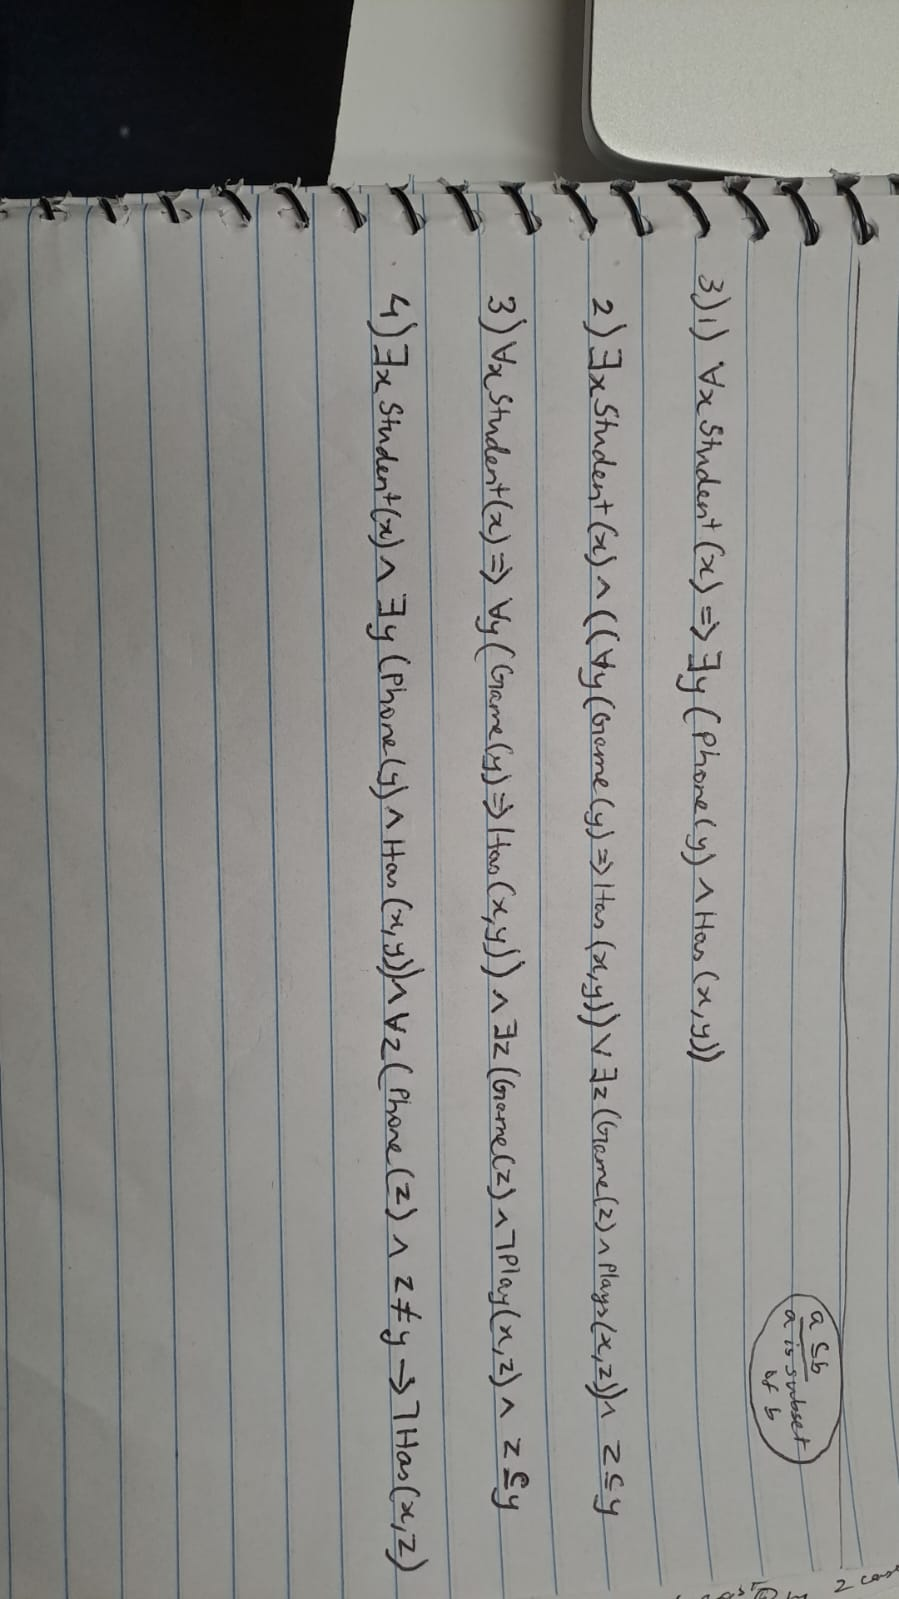 a ⊆ b
a is subset
of b
3) 1) ∀x Student(x) => ∃y (Phone(y) ∧ Has(x,y))
2) ∃x Student(x) ∧ ((∀y (Game(y) => Has(x,y)) ∨ ∃z (Game(z) ∧ Plays(x,z)) ∧ z ⊆ y
3) ∀x Student(x) => ∀y (Game(y) => Has(x,y)) ∧ ∃z (Game(z) ∧ ¬Play(x,z) ∧ z ⊆ y
4) ∃x Student(x) ∧ ∃y (Phone(y) ∧ Has(x,y)) ∧ ∀z (Phone(z) ∧ z ≠ y → ¬Has(x,z)